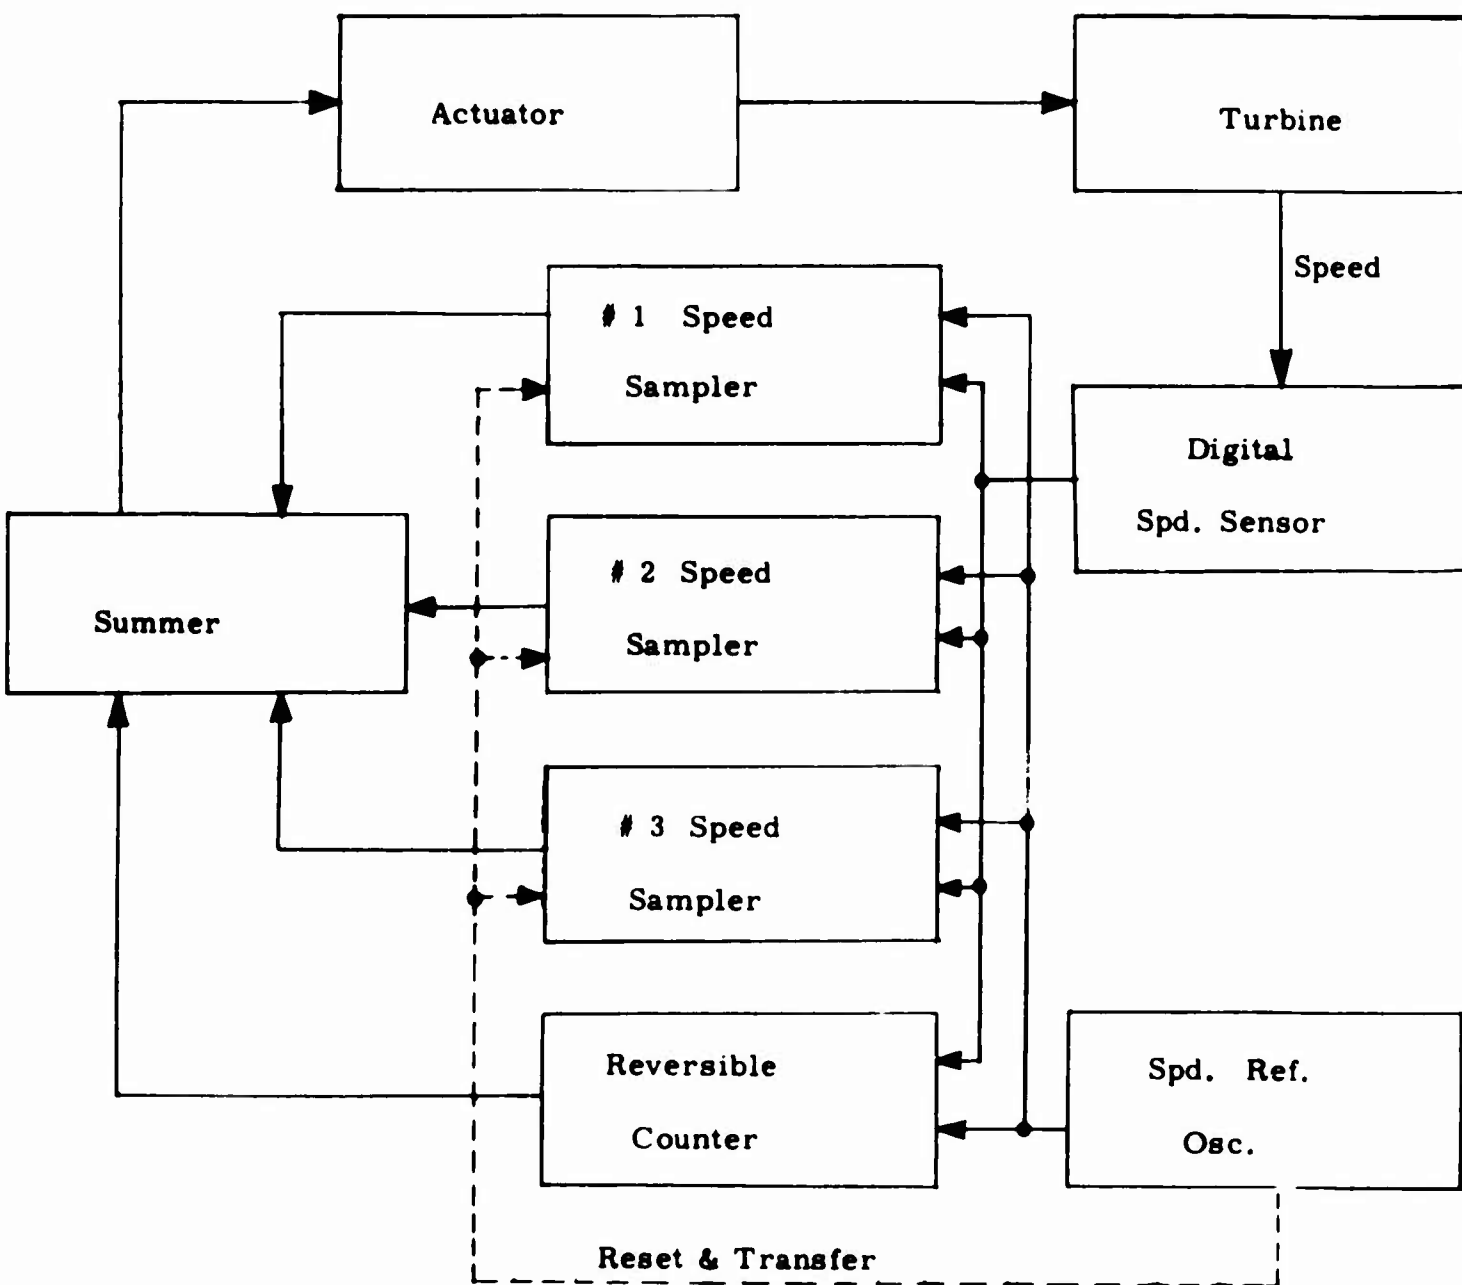 Actuator
Turbine
Speed
# 1 Speed
Sampler
Digital
Spd. Sensor
# 2 Speed
Sampler
Summer
# 3 Speed
Sampler
Reversible
Counter
Spd. Ref.
Osc.
Reset & Transfer